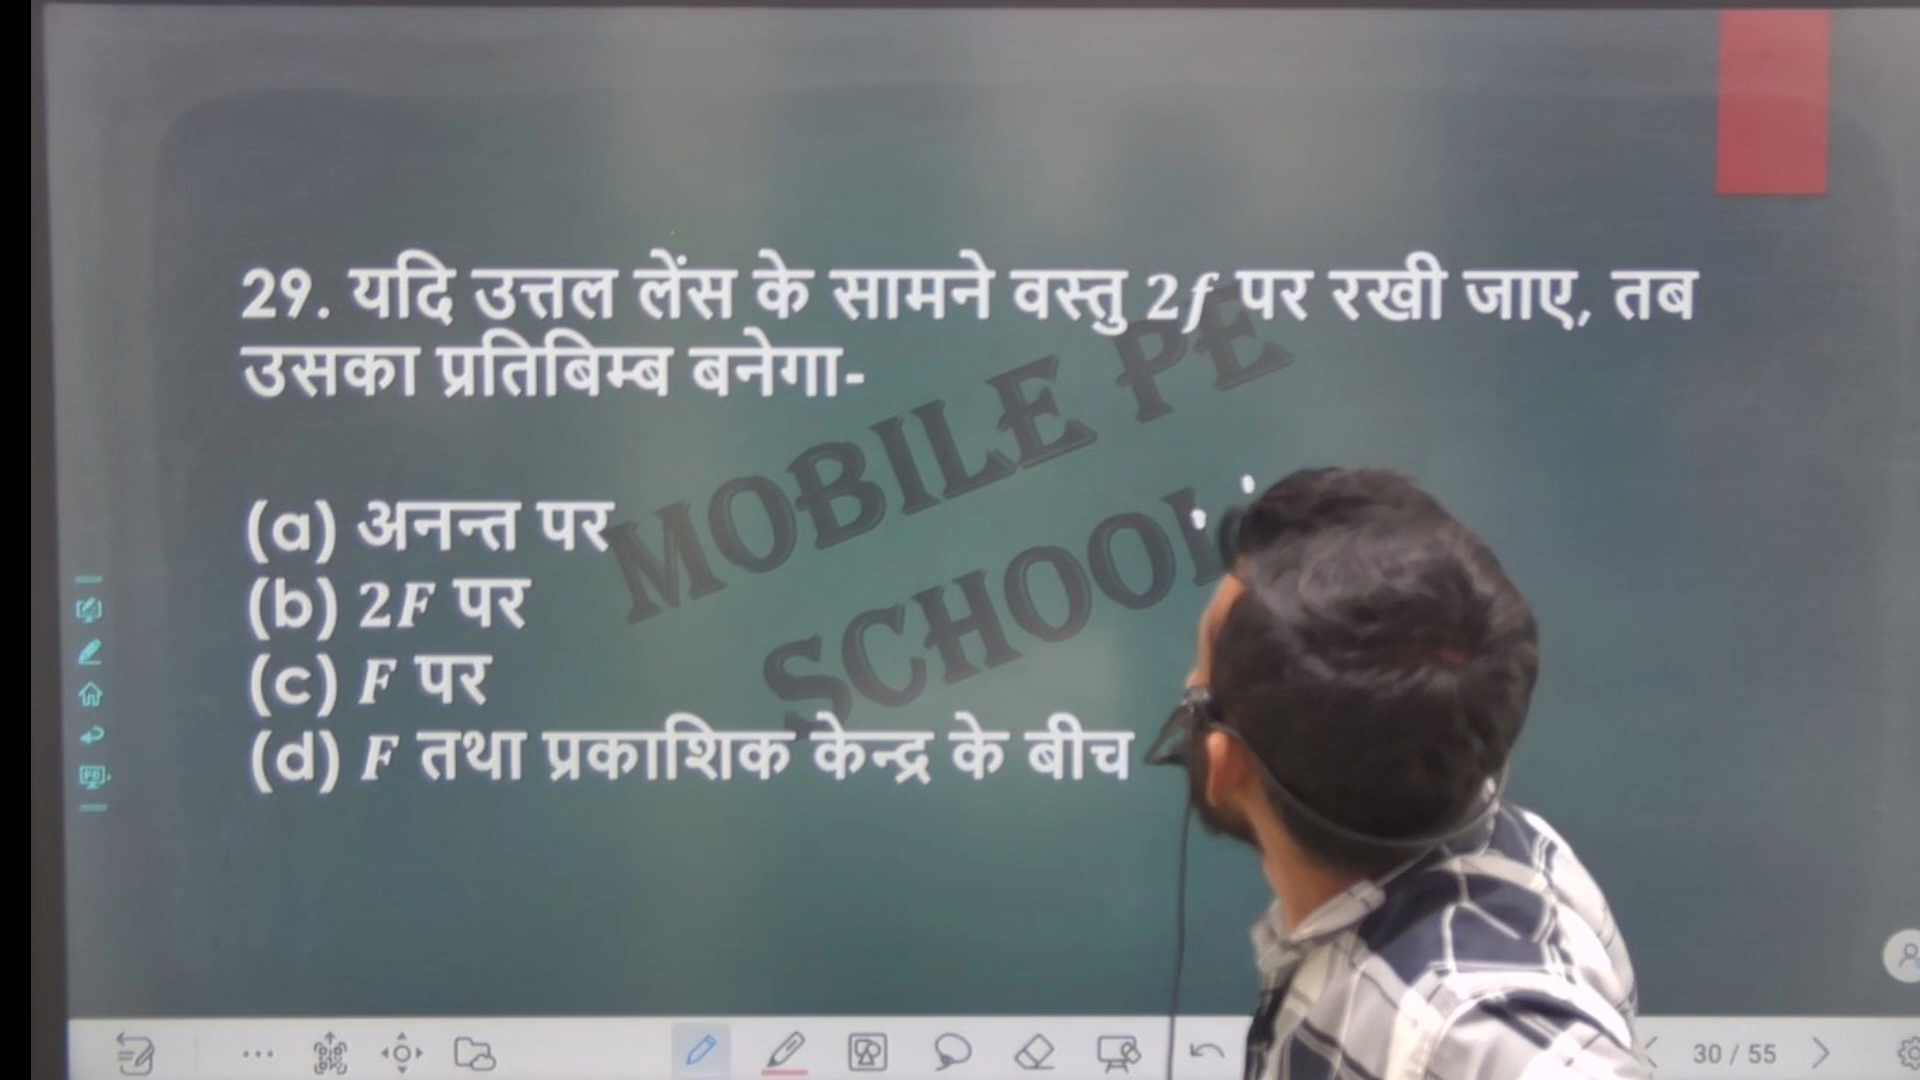 29. यदि उत्तल लेंस के सामने वस्तु 2f पर रखी जाए, तब
उसका प्रतिबिम्ब बनेगा-
(a) अनन्त पर
(b) 2F पर
(c) F पर
(d) F तथा प्रकाशिक केन्द्र के बीच
MOBILE PE
SCHOOL
30 / 55